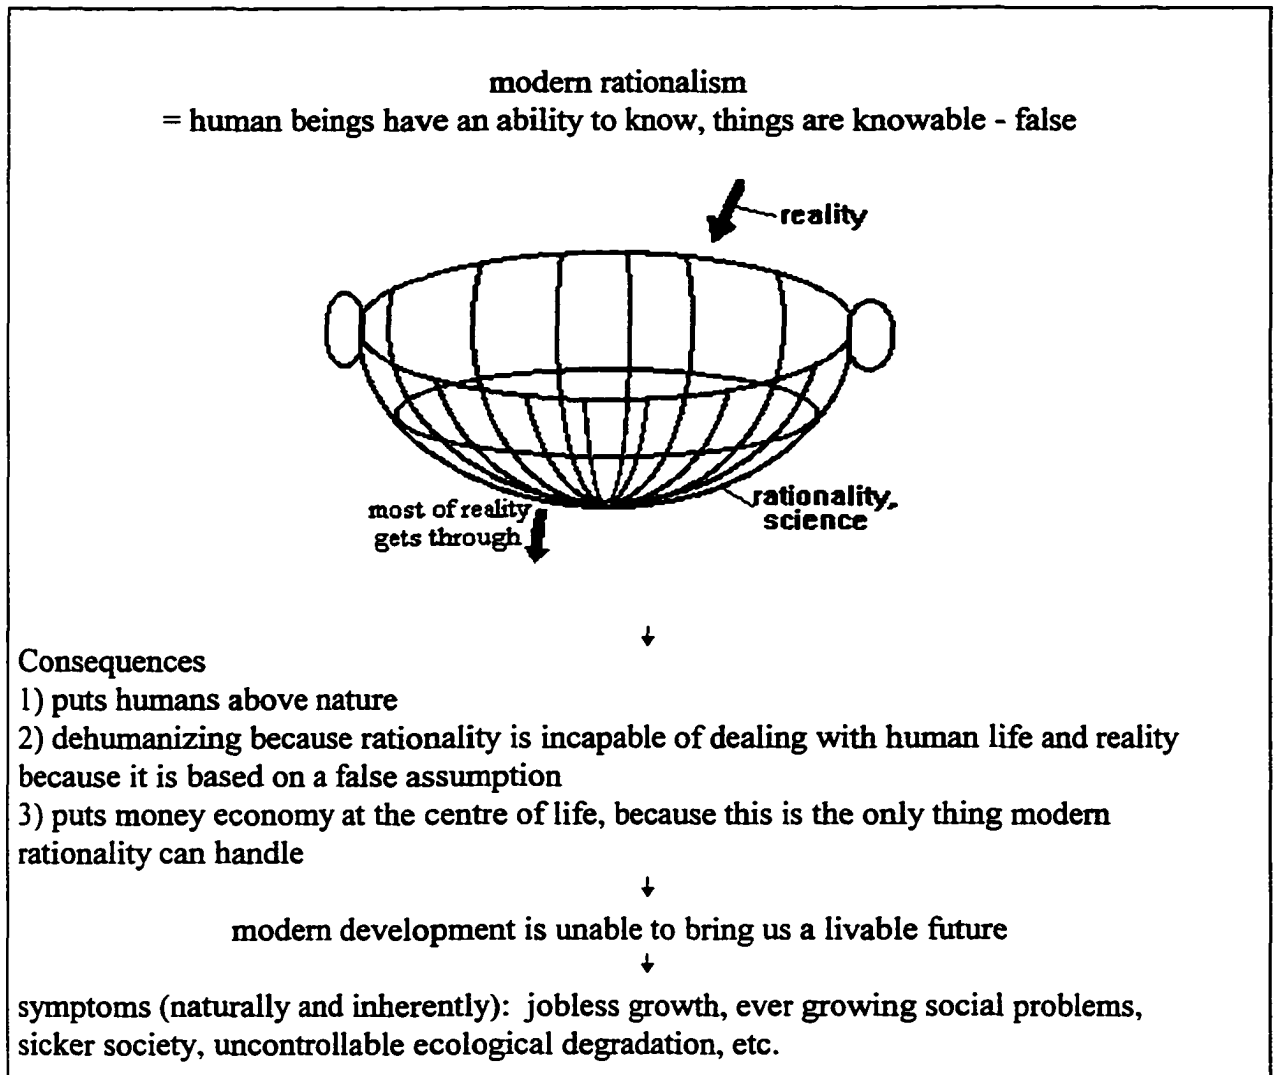 modern rationalism
= human beings have an ability to know, things are knowable - false
reality
most of reality
gets through
rationality,
science
Consequences
1) puts humans above nature
2) dehumanizing because rationality is incapable of dealing with human life and reality
because it is based on a false assumption
3) puts money economy at the centre of life, because this is the only thing modern
rationality can handle
modern development is unable to bring us a livable future
symptoms (naturally and inherently): jobless growth, ever growing social problems,
sicker society, uncontrollable ecological degradation, etc.